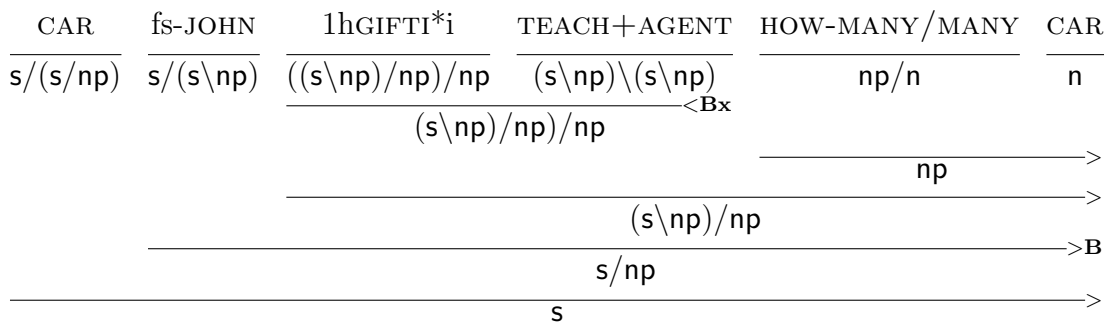 CAR fs-JOHN 1hGIFTI*i TEACH+AGENT HOW-MANY/MANY CAR
s/(s/np) s/(s\np) ((s\np)/np)/np (s\np)\(s\np) np/n n
<Bx
(s\np)/np)/np
>
np
>
(s\np)/np
>B
s/np
>
s